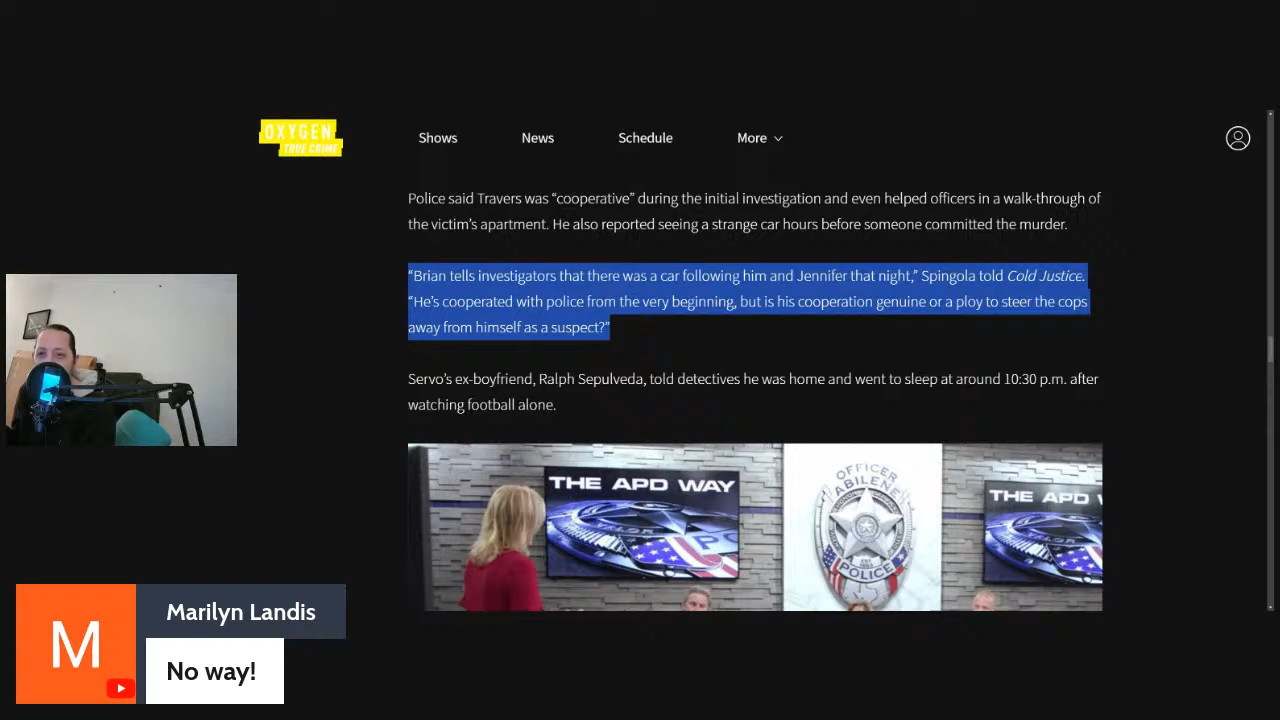 OXYGEN
TRUE CRIME
Shows
News
Schedule
More
Police said Travers was “cooperative” during the initial investigation and even helped officers in a walk-through of
the victim’s apartment. He also reported seeing a strange car hours before someone committed the murder.
“Brian tells investigators that there was a car following him and Jennifer that night,” Spingola told Cold Justice.
“He’s cooperated with police from the very beginning, but is his cooperation genuine or a ploy to steer the cops
away from himself as a suspect?”
Servo’s ex-boyfriend, Ralph Sepulveda, told detectives he was home and went to sleep at around 10:30 p.m. after
watching football alone.
THE APD WAY
OFFICER
ABILENE
POLICE
THE APD WAY
M
Marilyn Landis
No way!